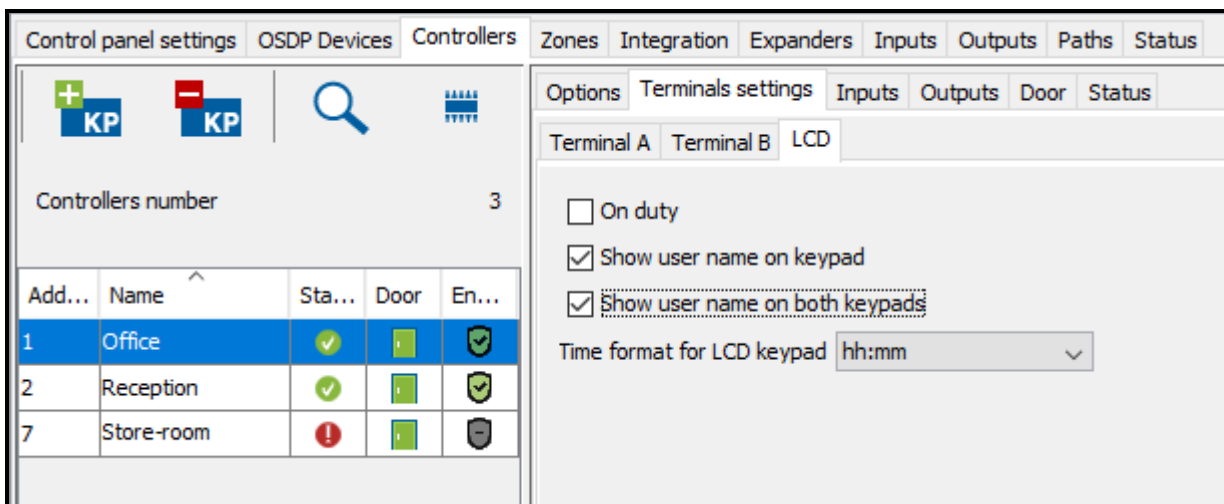 Control panel settings OSDP Devices Controllers Zones Integration Expanders Inputs Outputs Paths Status
KP KP
Controllers number 3
Add... Name Sta... Door En...
1 Office
2 Reception
7 Store-room
Options Terminals settings Inputs Outputs Door Status
Terminal A Terminal B LCD
On duty
Show user name on keypad
Show user name on both keypads
Time format for LCD keypad hh:mm